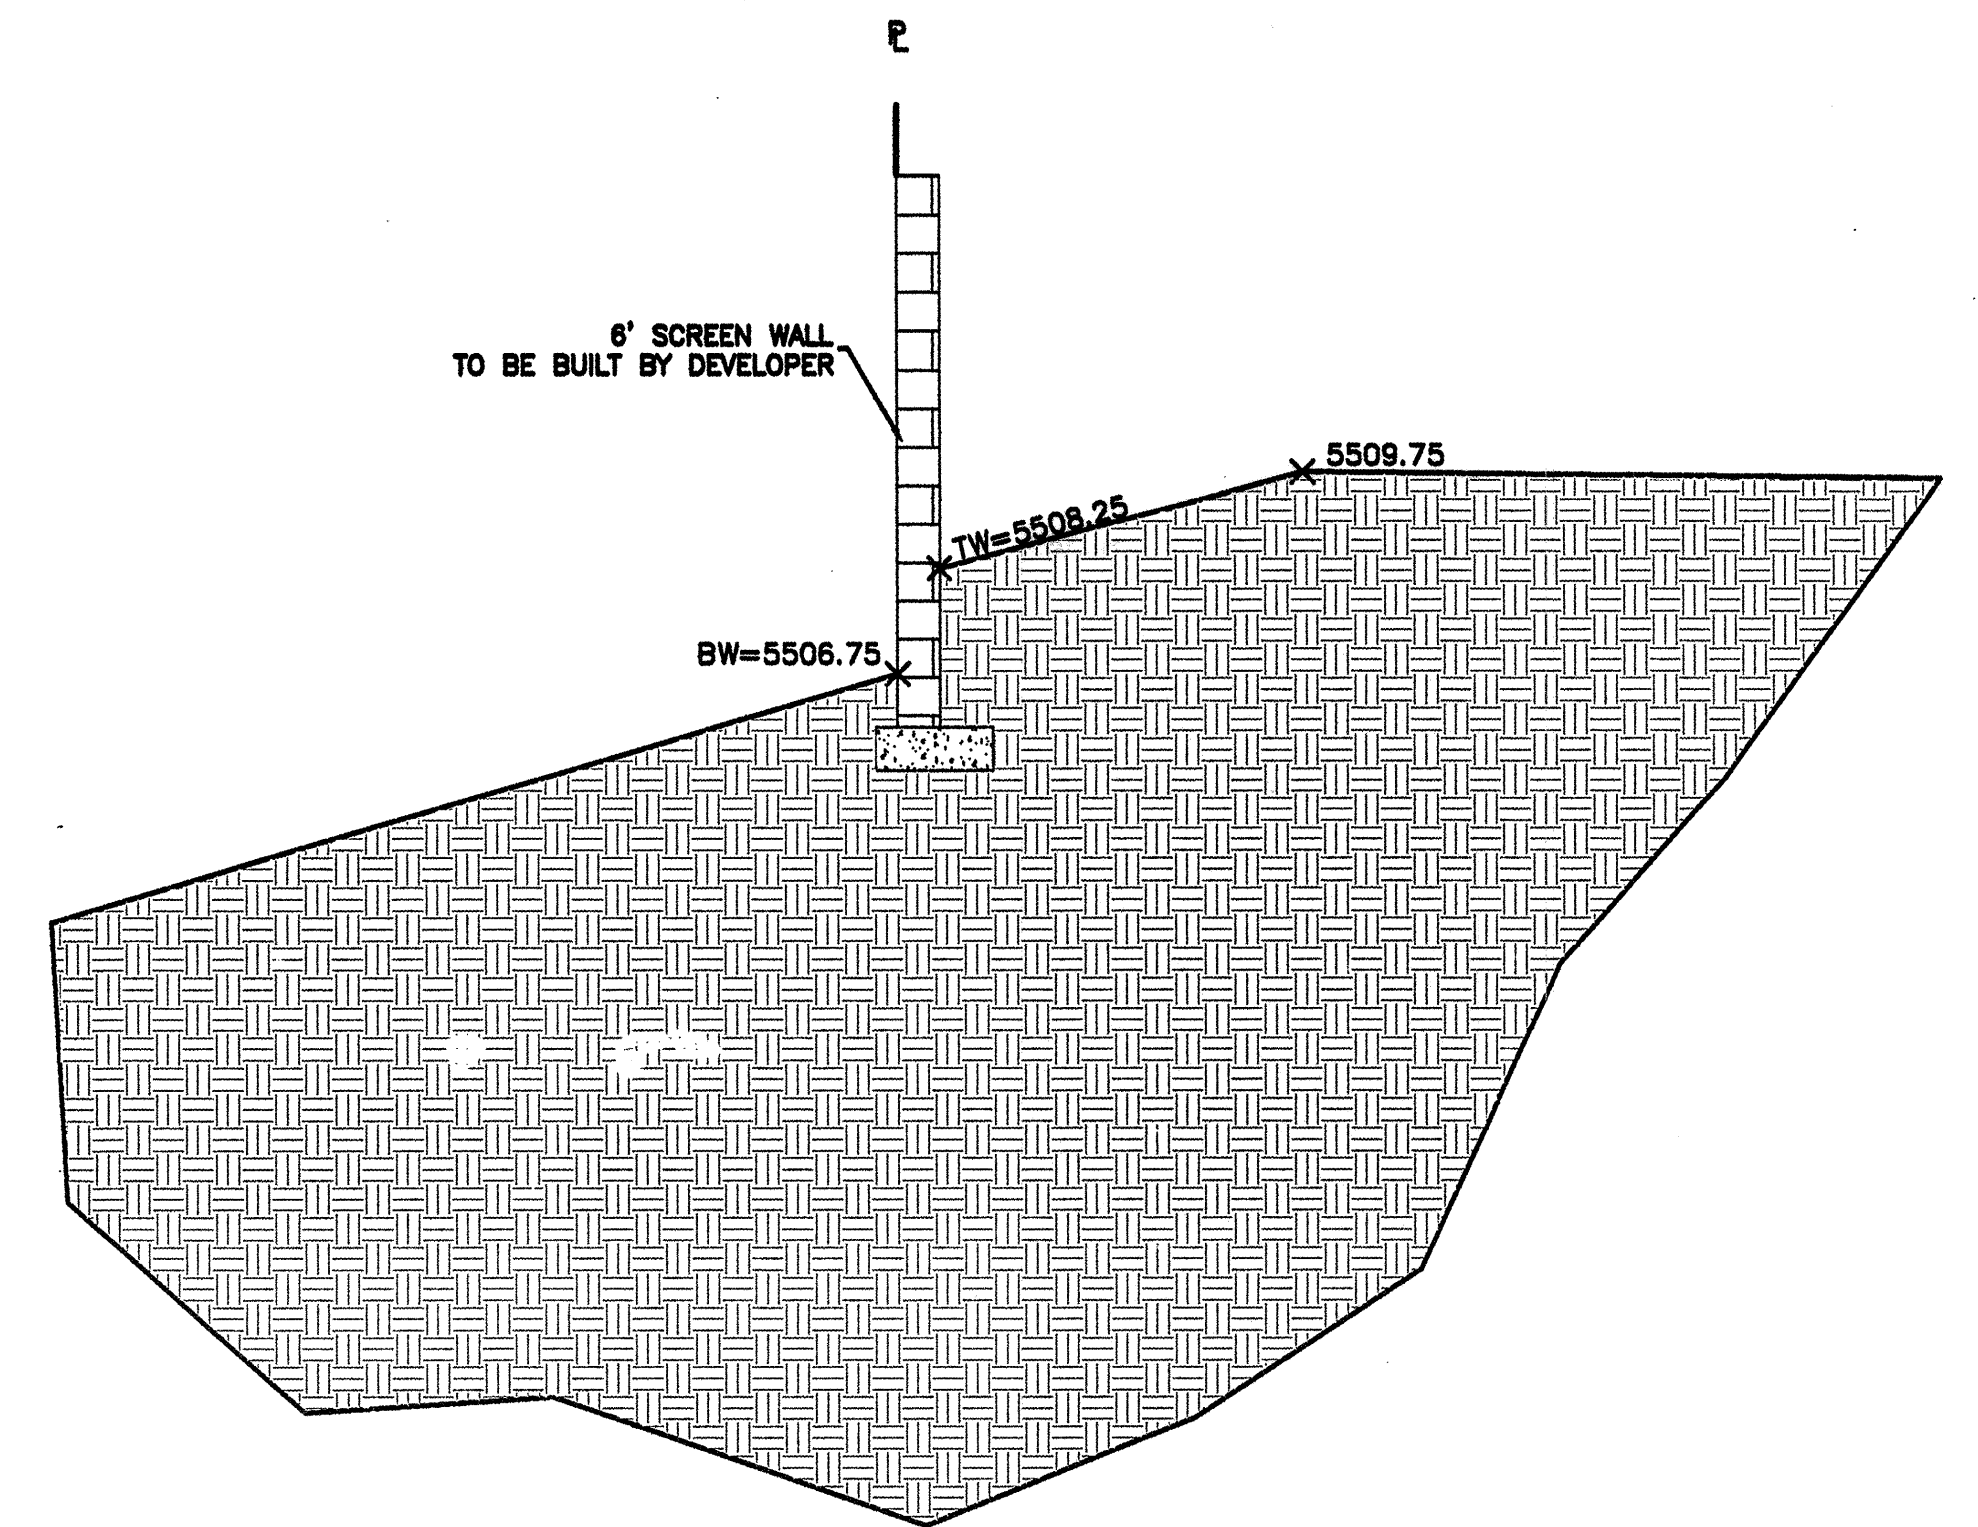 PL
6' SCREEN WALL
TO BE BUILT BY DEVELOPER
5509.75
TW=5508.25
BW=5506.75